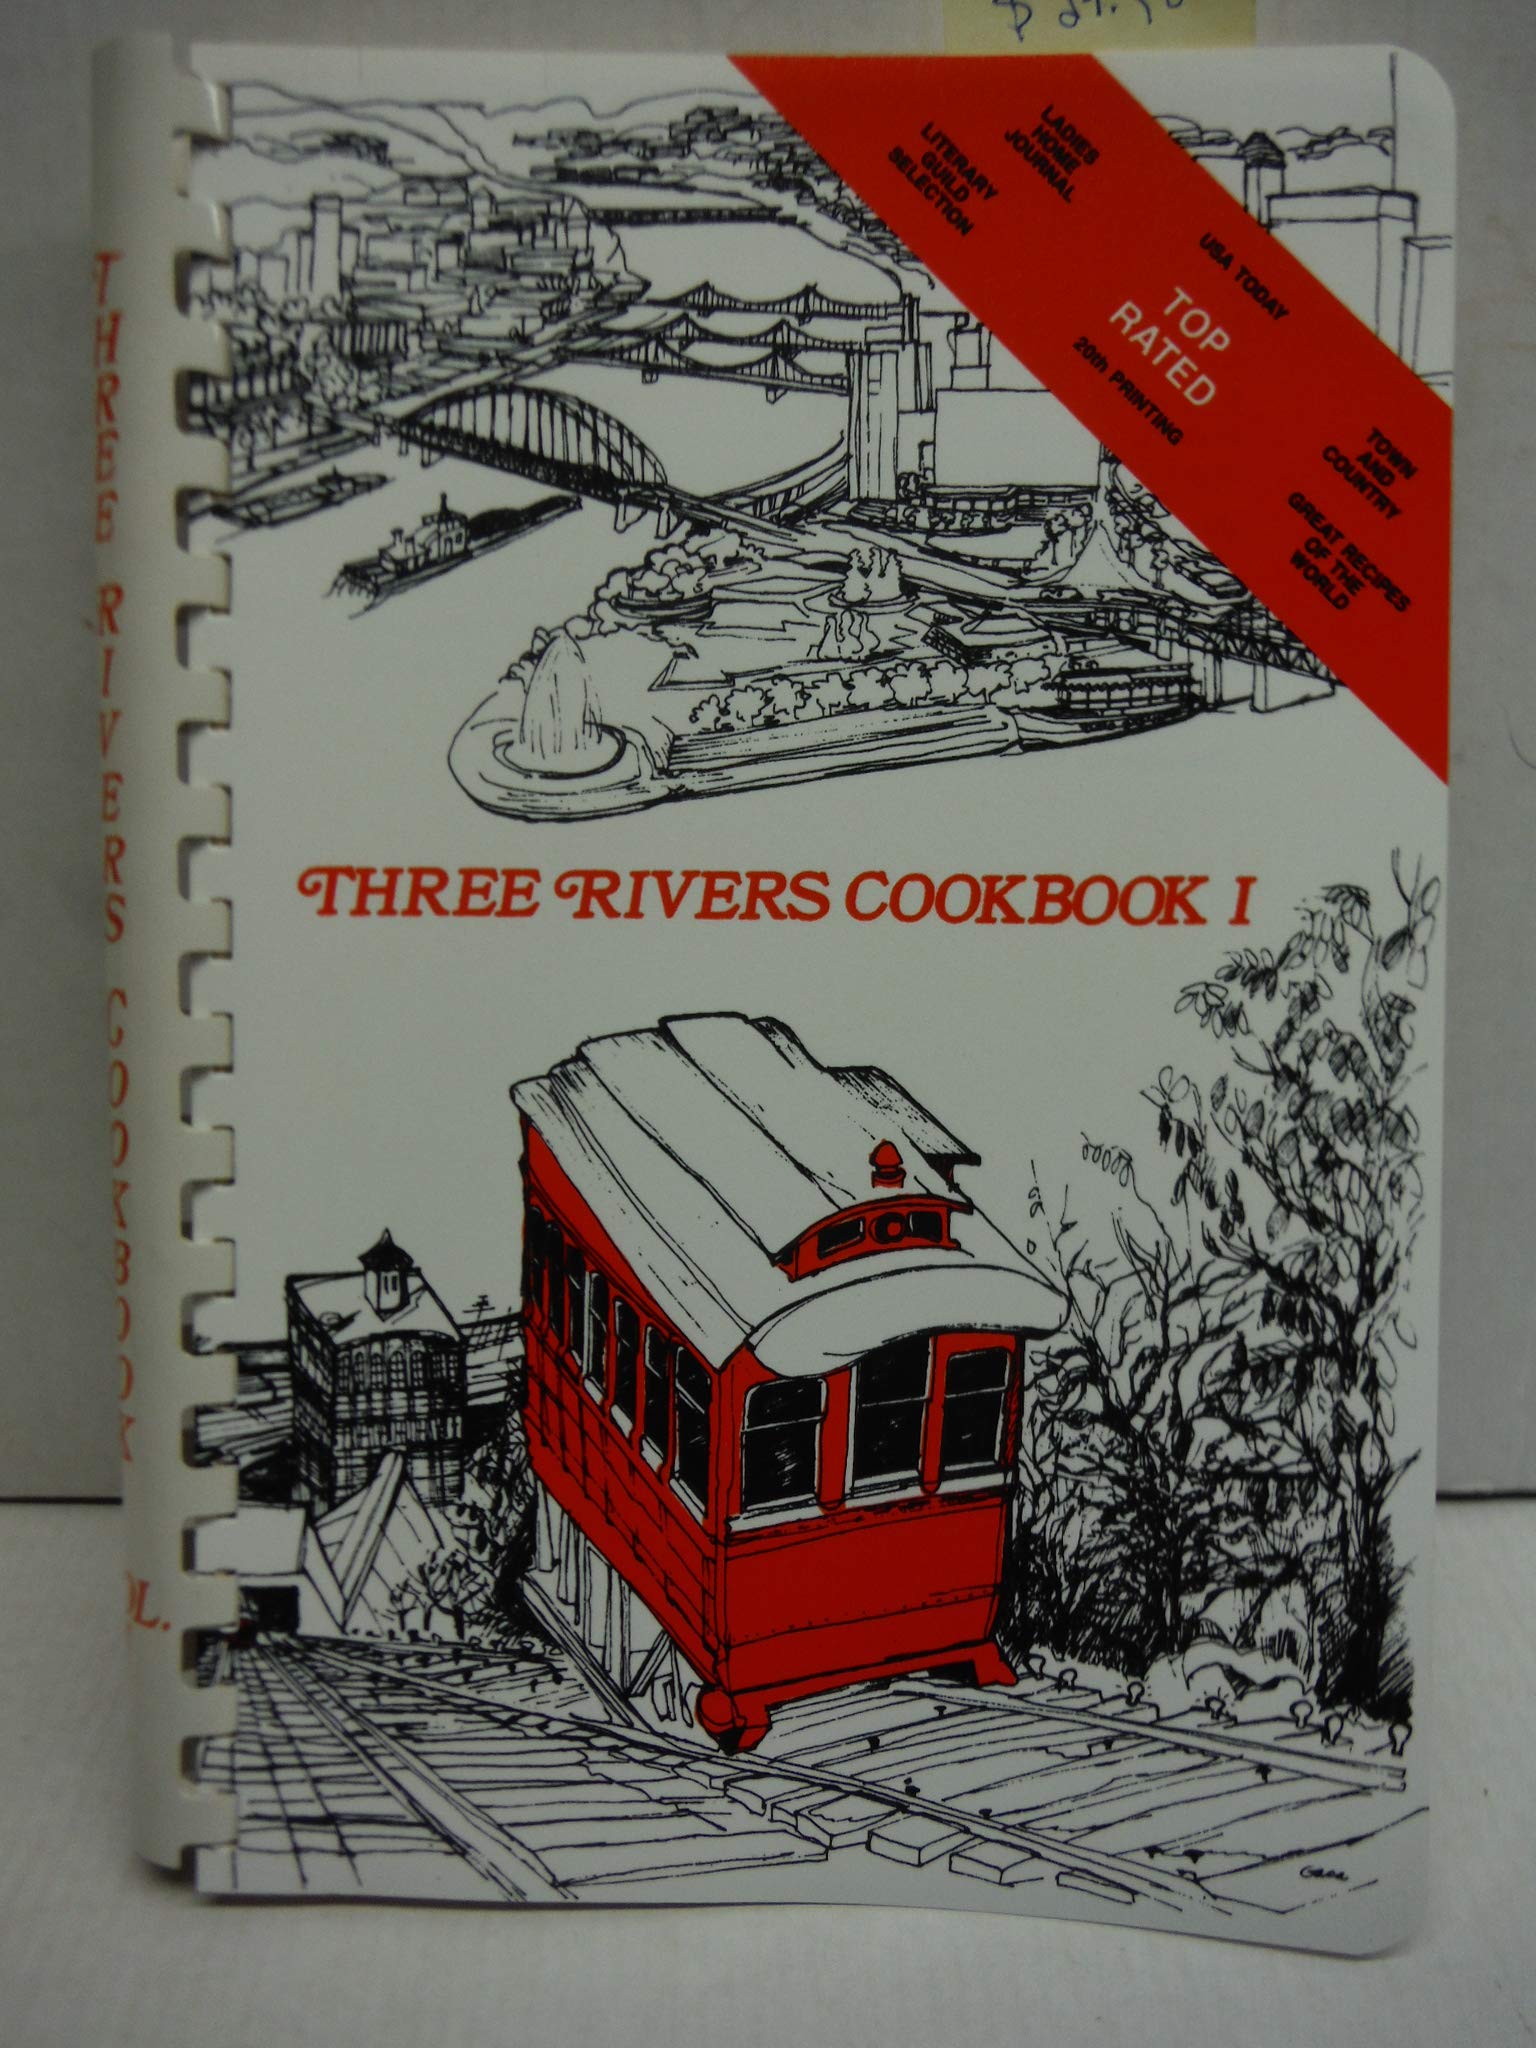 LADIES
HOME
JOURNAL
LITERARY
GUILD
SELECTION
USA TODAY
TOP
RATED
20th PRINTING
TOWN
AND
COUNTRY
GREAT RECIPES
OF THE
WORLD
THREE RIVERS COOKBOOK I
THREE RIVERS COOKBOOK
OL.